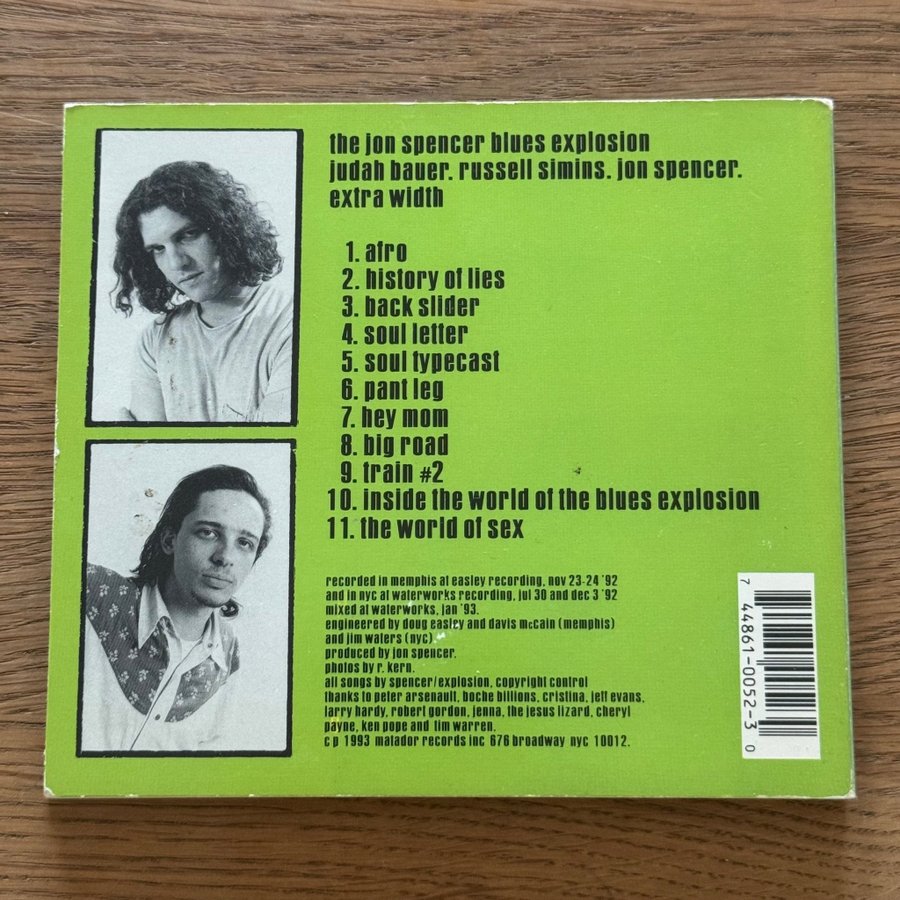 the jon spencer blues explosion
judah bauer. russell simins. jon spencer.
extra width
1. afro
2. history of lies
3. back slider
4. soul letter
5. soul typecast
6. pant leg
7. hey mom
8. big road
9. train #2
10. inside the world of the blues explosion
11. the world of sex
recorded in memphis at easley recording, nov 23-24 '92
and in nyc at waterworks recording, jul 30 and dec 3 '92
mixed at waterworks, jan '93.
engineered by doug easley and davis mccain (memphis)
and jim waters (nyc).
produced by jon spencer.
photos by r. kern.
all songs by spencer/explosion, copyright control
thanks to peter arsenault, boche billions, cristina, jeff evans,
larry hardy, robert gordon, jenna, the jesus lizard, cheryl
payne, ken pope and tim warren.
c p 1993 matador records inc 676 broadway nyc 10012.
7 44861-0052-3 0